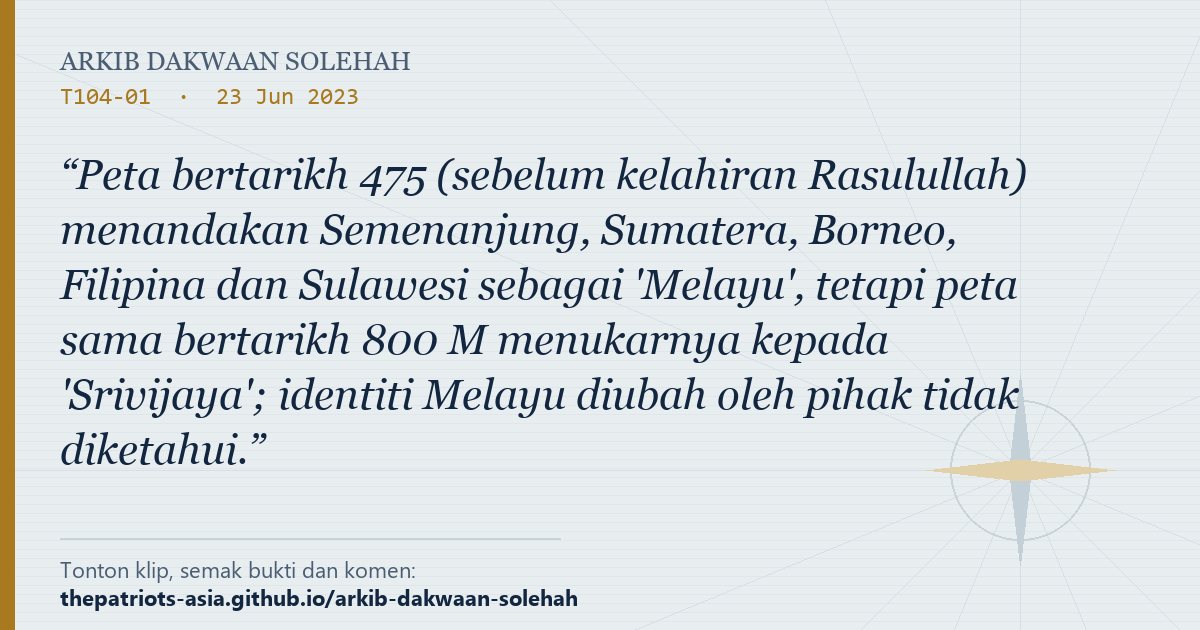 ARKIB DAKWAAN SOLEHAH
T104-01 · 23 Jun 2023
“Peta bertarikh 475 (sebelum kelahiran Rasulullah)
menandakan Semenanjung, Sumatera, Borneo,
Filipina dan Sulawesi sebagai 'Melayu', tetapi peta
sama bertarikh 800 M menukarnya kepada
'Srivijaya'; identiti Melayu diubah oleh pihak tidak
diketahui.”
Tonton klip, semak bukti dan komen:
thepatriots-asia.github.io/arkib-dakwaan-solehah